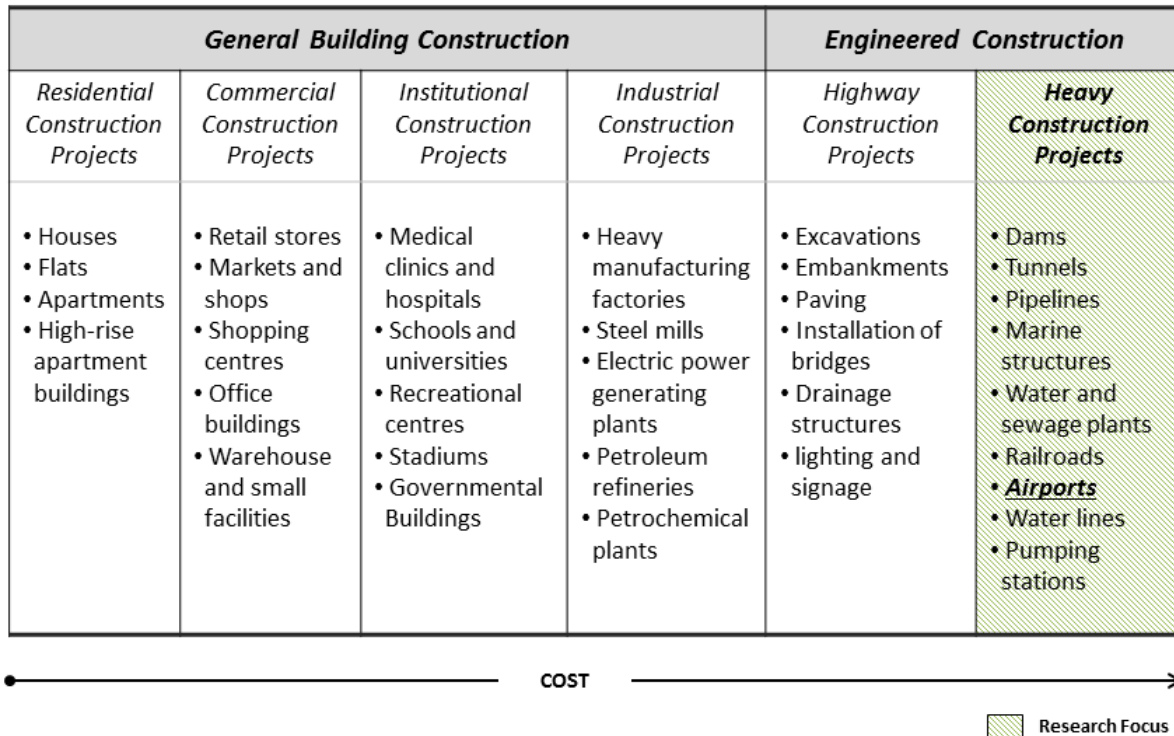 General Building Construction
Engineered Construction
Residential
Construction
Projects
Commercial
Construction
Projects
Institutional
Construction
Projects
Industrial
Construction
Projects
Highway
Construction
Projects
Heavy
Construction
Projects
• Houses
• Flats
• Apartments
• High-rise
apartment
buildings
• Retail stores
• Markets and
shops
• Shopping
centres
• Office
buildings
• Warehouse
and small
facilities
• Medical
clinics and
hospitals
• Schools and
universities
• Recreational
centres
• Stadiums
• Governmental
Buildings
• Heavy
manufacturing
factories
• Steel mills
• Electric power
generating
plants
• Petroleum
refineries
• Petrochemical
plants
• Excavations
• Embankments
• Paving
• Installation of
bridges
• Drainage
structures
• lighting and
signage
• Dams
• Tunnels
• Pipelines
• Marine
structures
• Water and
sewage plants
• Railroads
• Airports
• Water lines
• Pumping
stations
COST
Research Focus